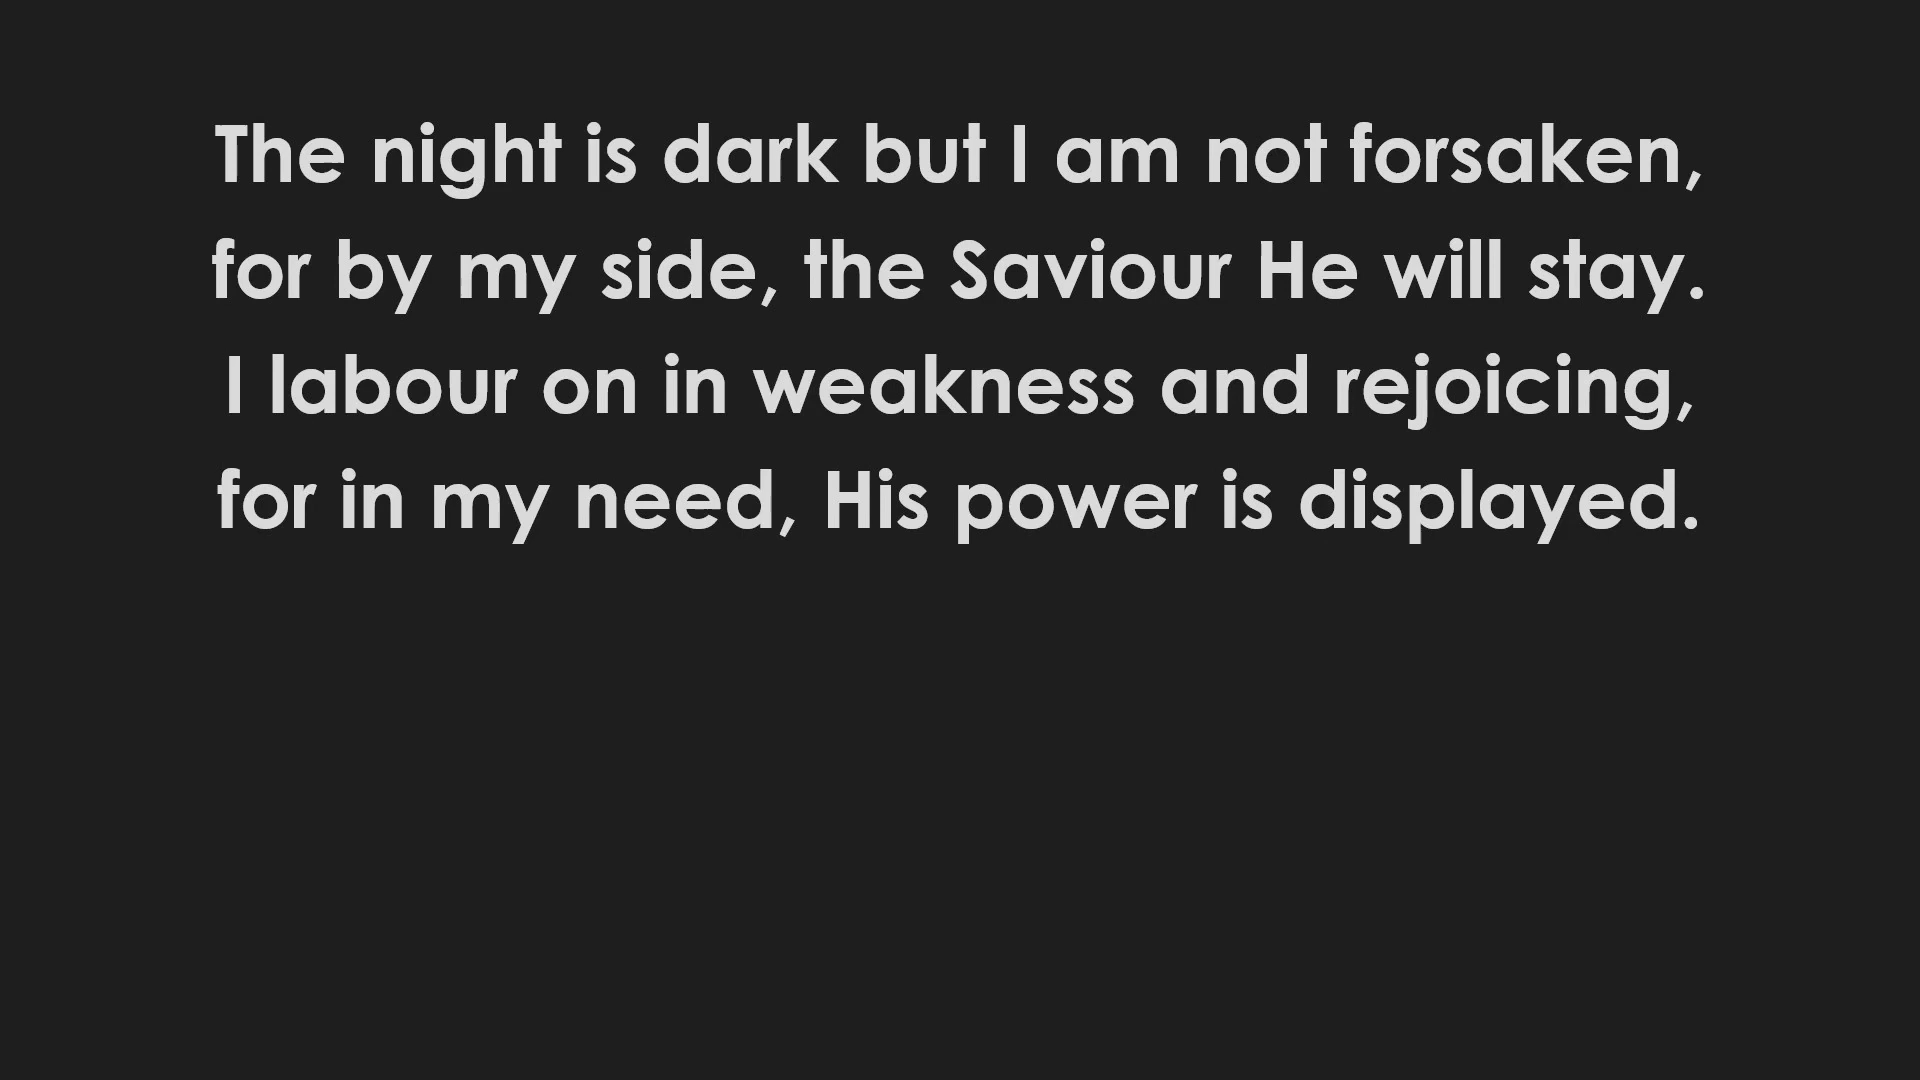 The night is dark but I am not forsaken,
for by my side, the Saviour He will stay.
I labour on in weakness and rejoicing,
for in my need, His power is displayed.